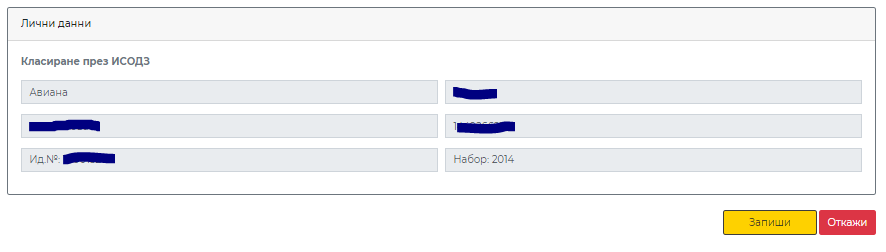 Лични данни
Класиране през ИСОДЗ
Авиана
Ид.№:
Набор: 2014
Запиши
Откажи